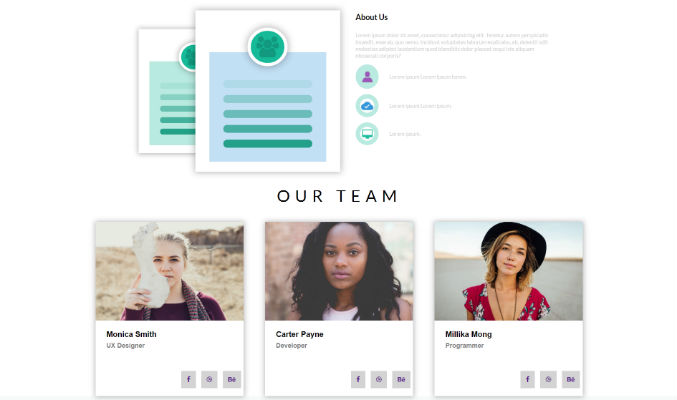 About Us
Lorem ipsum dolor sit amet, consectetur adipisicing elit.
Lorem ipsum Lorem ipsum lorem.
Lorem ipsum Lorem ipsum.
Lorem ipsum.
OUR TEAM
Monica Smith
UX Designer
Carter Payne
Developer
Millika Mong
Programmer
f
Bē
f
Bē
f
Bē